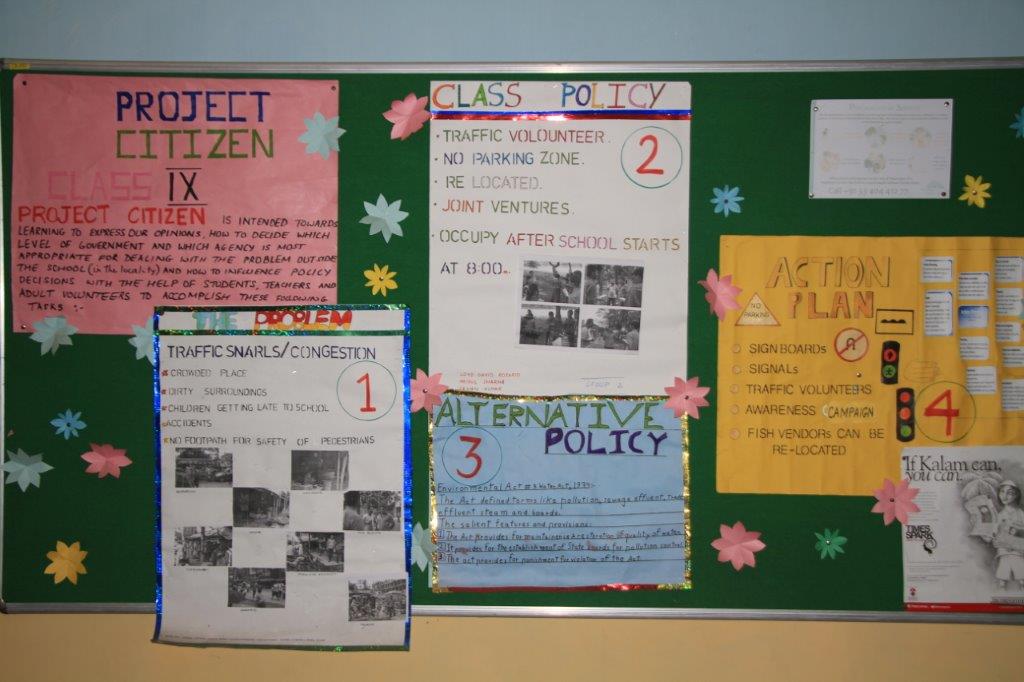 PROJECT
CITIZEN
CLASS IX
PROJECT CITIZEN IS INTENDED TOWARDS
LEARNING TO EXPRESS OUR OPINIONS, HOW TO DECIDE WHICH
LEVEL OF GOVERNMENT AND WHICH AGENCY IS MOST
APPROPRIATE FOR DEALING WITH THE PROBLEM OUTSIDE
THE SCHOOL (in the locality) AND HOW TO INFLUENCE POLICY
DECISIONS WITH THE HELP OF STUDENTS, TEACHERS AND
ADULT VOLUNTEERS TO ACCOMPLISH THESE FOLLOWING
TASKS :-
THE PROBLEM
TRAFFIC SNARLS/CONGESTION
CROWDED PLACE
DIRTY SURROUNDINGS
CHILDREN GETTING LATE TO SCHOOL
ACCIDENTS
NO FOOTPATH FOR SAFETY OF PEDESTRIANS
1
CLASS POLICY
• TRAFFIC VOLOUNTEER.
• NO PARKING ZONE.
• RE LOCATED.
• JOINT VENTURES.
• OCCUPY AFTER SCHOOL STARTS
AT 8:00
2
GROUP 2
ALTERNATIVE
POLICY
3
Environmental Act
The Act defined terms like pollution, sewage effluent, trade
effluent steam and boards.
The salient features and provisions:
1) The Act provides for maintainence & restoration of quality of water.
2) It provides for the establishment of State boards for pollution control.
3) The act provides for punishment for violation of the Act.
ACTION
PLAN
NO
PARKING
SIGN BOARDS
SIGNALS
TRAFFIC VOLUNTEERS
AWARENESS CAMPAIGN
FISH VENDORS CAN BE
RE-LOCATED
4
If Kalam can,
you can.
TIMES
SPARK